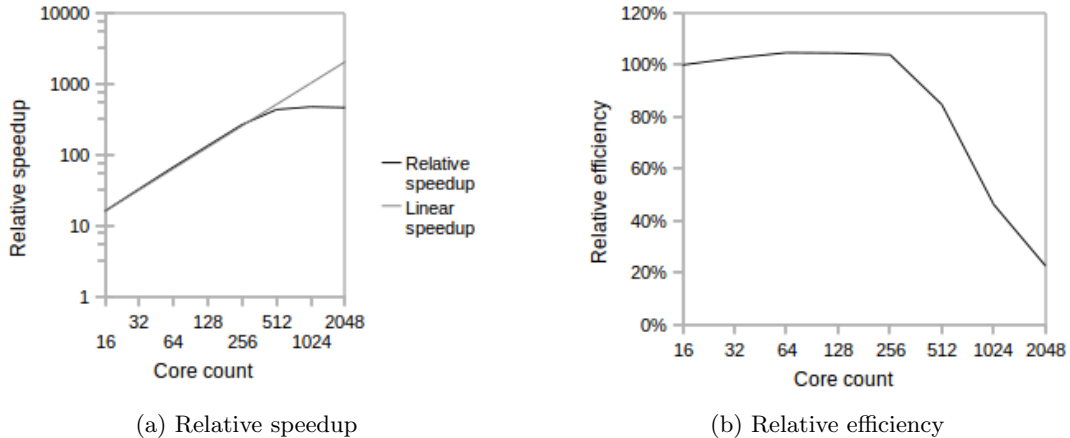 10000
1000
100
10
1
Relative speedup
32
128
512
2048
16
64
256
1024
Core count
Relative
speedup
Linear
speedup
(a) Relative speedup
120%
100%
80%
60%
40%
20%
0%
Relative efficiency
16 32 64 128 256 512 1024 2048
Core count
(b) Relative efficiency